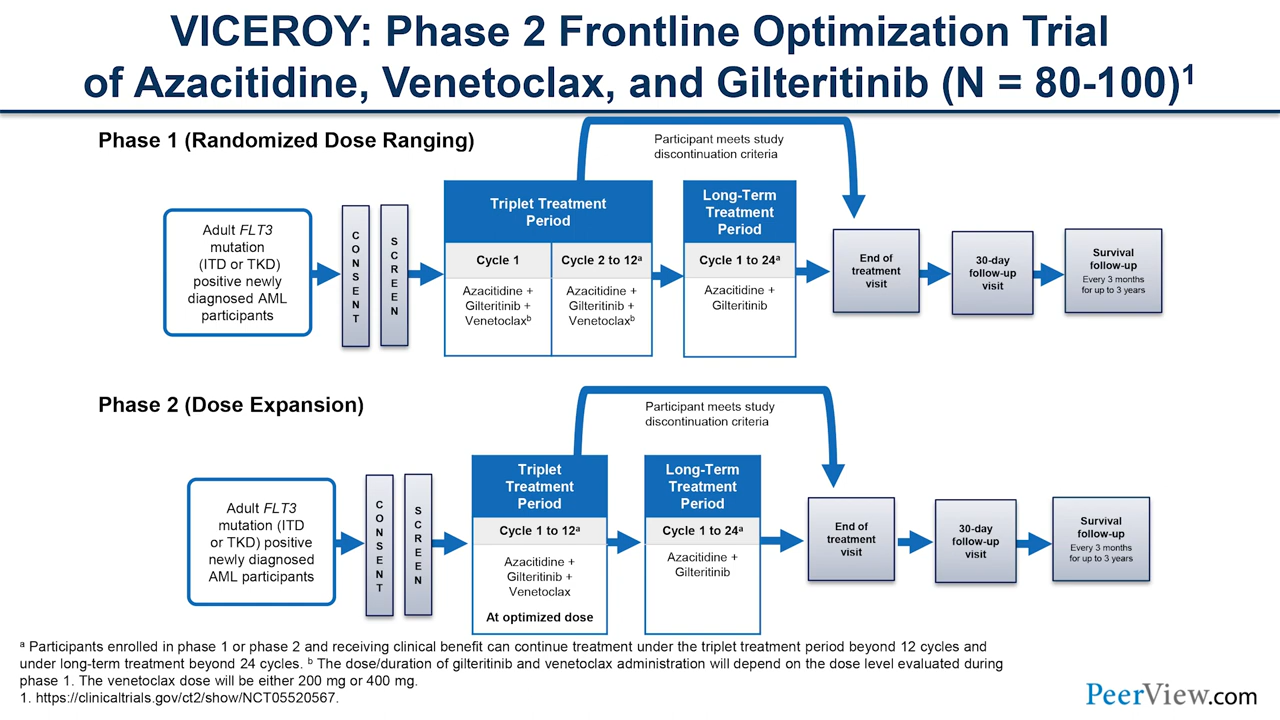 VICEROY: Phase 2 Frontline Optimization Trial
of Azacitidine, Venetoclax, and Gilteritinib (N = 80-100)¹
Phase 1 (Randomized Dose Ranging)
Participant meets study
discontinuation criteria
Adult FLT3
mutation
(ITD or TKD)
positive newly
diagnosed AML
participants
CONSENT
SCREEN
Triplet Treatment
Period
Cycle 1
Azacitidine +
Gilteritinib +
Venetoclaxᵇ
Cycle 2 to 12ᵃ
Azacitidine +
Gilteritinib +
Venetoclaxᵇ
Long-Term
Treatment
Period
Cycle 1 to 24ᵃ
Azacitidine +
Gilteritinib
End of
treatment
visit
30-day
follow-up
visit
Survival
follow-up
Every 3 months
for up to 3 years
Phase 2 (Dose Expansion)
Participant meets study
discontinuation criteria
Adult FLT3
mutation (ITD
or TKD) positive
newly diagnosed
AML participants
CONSENT
SCREEN
Triplet
Treatment
Period
Cycle 1 to 12ᵃ
Azacitidine +
Gilteritinib +
Venetoclax
At optimized dose
Long-Term
Treatment
Period
Cycle 1 to 24ᵃ
Azacitidine +
Gilteritinib
End of
treatment
visit
30-day
follow-up
visit
Survival
follow-up
Every 3 months
for up to 3 years
ᵃ Participants enrolled in phase 1 or phase 2 and receiving clinical benefit can continue treatment under the triplet treatment period beyond 12 cycles and
under long-term treatment beyond 24 cycles. ᵇ The dose/duration of gilteritinib and venetoclax administration will depend on the dose level evaluated during
phase 1. The venetoclax dose will be either 200 mg or 400 mg.
1. https://clinicaltrials.gov/ct2/show/NCT05520567.
PeerView.com